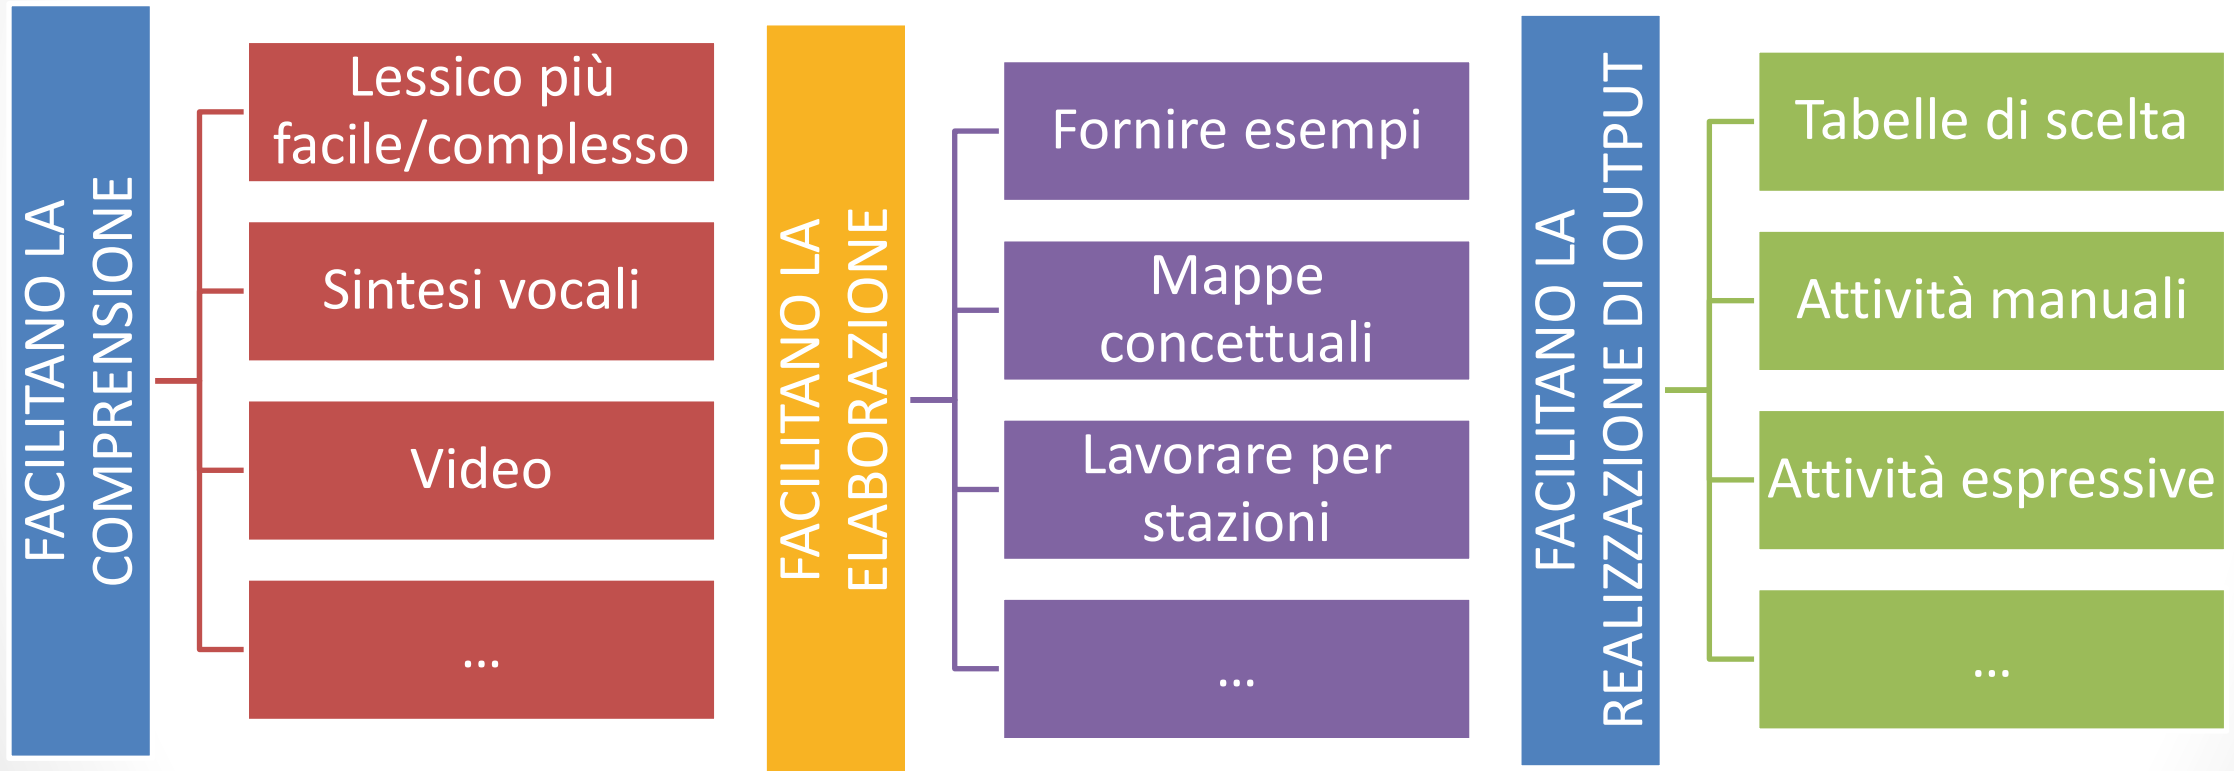 FACILITANO LA
COMPRENSIONE
Lessico più
facile/complesso
Sintesi vocali
Video
...
FACILITANO LA
ELABORAZIONE
Fornire esempi
Mappe
concettuali
Lavorare per
stazioni
...
FACILITANO LA
REALIZZAZIONE DI OUTPUT
Tabelle di scelta
Attività manuali
Attività espressive
...